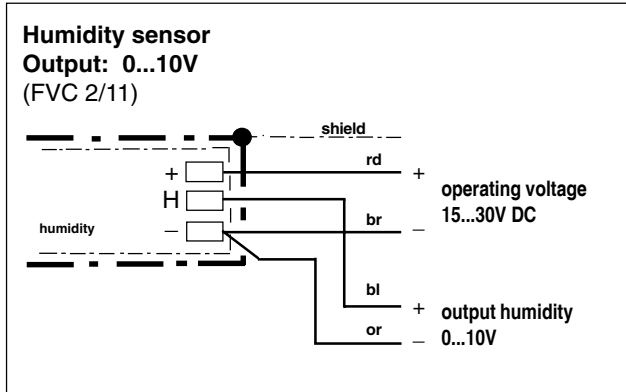 Humidity sensor
Output: 0...10V
(FVC 2/11)
shield
rd
+ +
operating voltage
15...30V DC
H
humidity
br
– –
bl
+
output humidity
0...10V
or
–